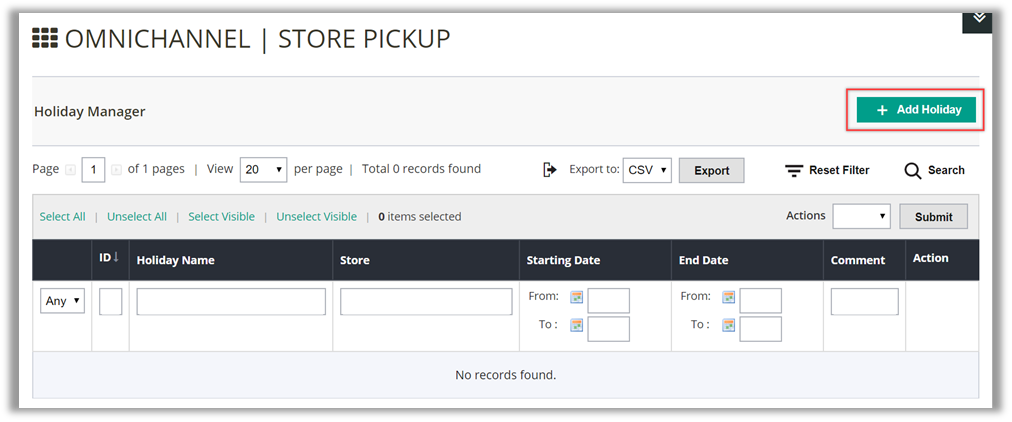 OMNICHANNEL | STORE PICKUP
Holiday Manager
+ Add Holiday
Page 1 of 1 pages | View 20 per page | Total 0 records found Export to: CSV Export Reset Filter Search
Select All | Unselect All | Select Visible | Unselect Visible | 0 items selected Actions Submit
ID Holiday Name Store Starting Date End Date Comment Action
Any From: From:
To : To :
No records found.